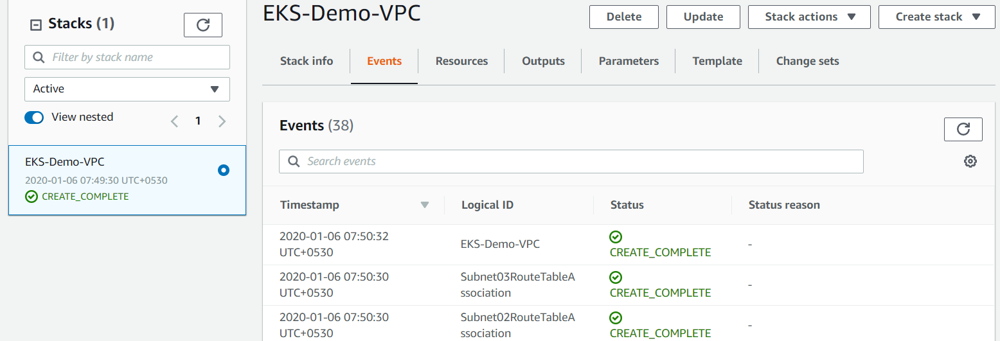 Stacks (1)
Filter by stack name
Active
View nested
1
EKS-Demo-VPC
2020-01-06 07:49:30 UTC+0530
CREATE_COMPLETE
EKS-Demo-VPC
Delete
Update
Stack actions
Create stack
Stack info
Events
Resources
Outputs
Parameters
Template
Change sets
Events (38)
Search events
Timestamp
Logical ID
Status
Status reason
2020-01-06 07:50:32
UTC+0530
EKS-Demo-VPC
CREATE_COMPLETE
-
2020-01-06 07:50:30
UTC+0530
Subnet03RouteTableA
ssociation
CREATE_COMPLETE
-
2020-01-06 07:50:30
UTC+0530
Subnet02RouteTableA
ssociation
CREATE_COMPLETE
-